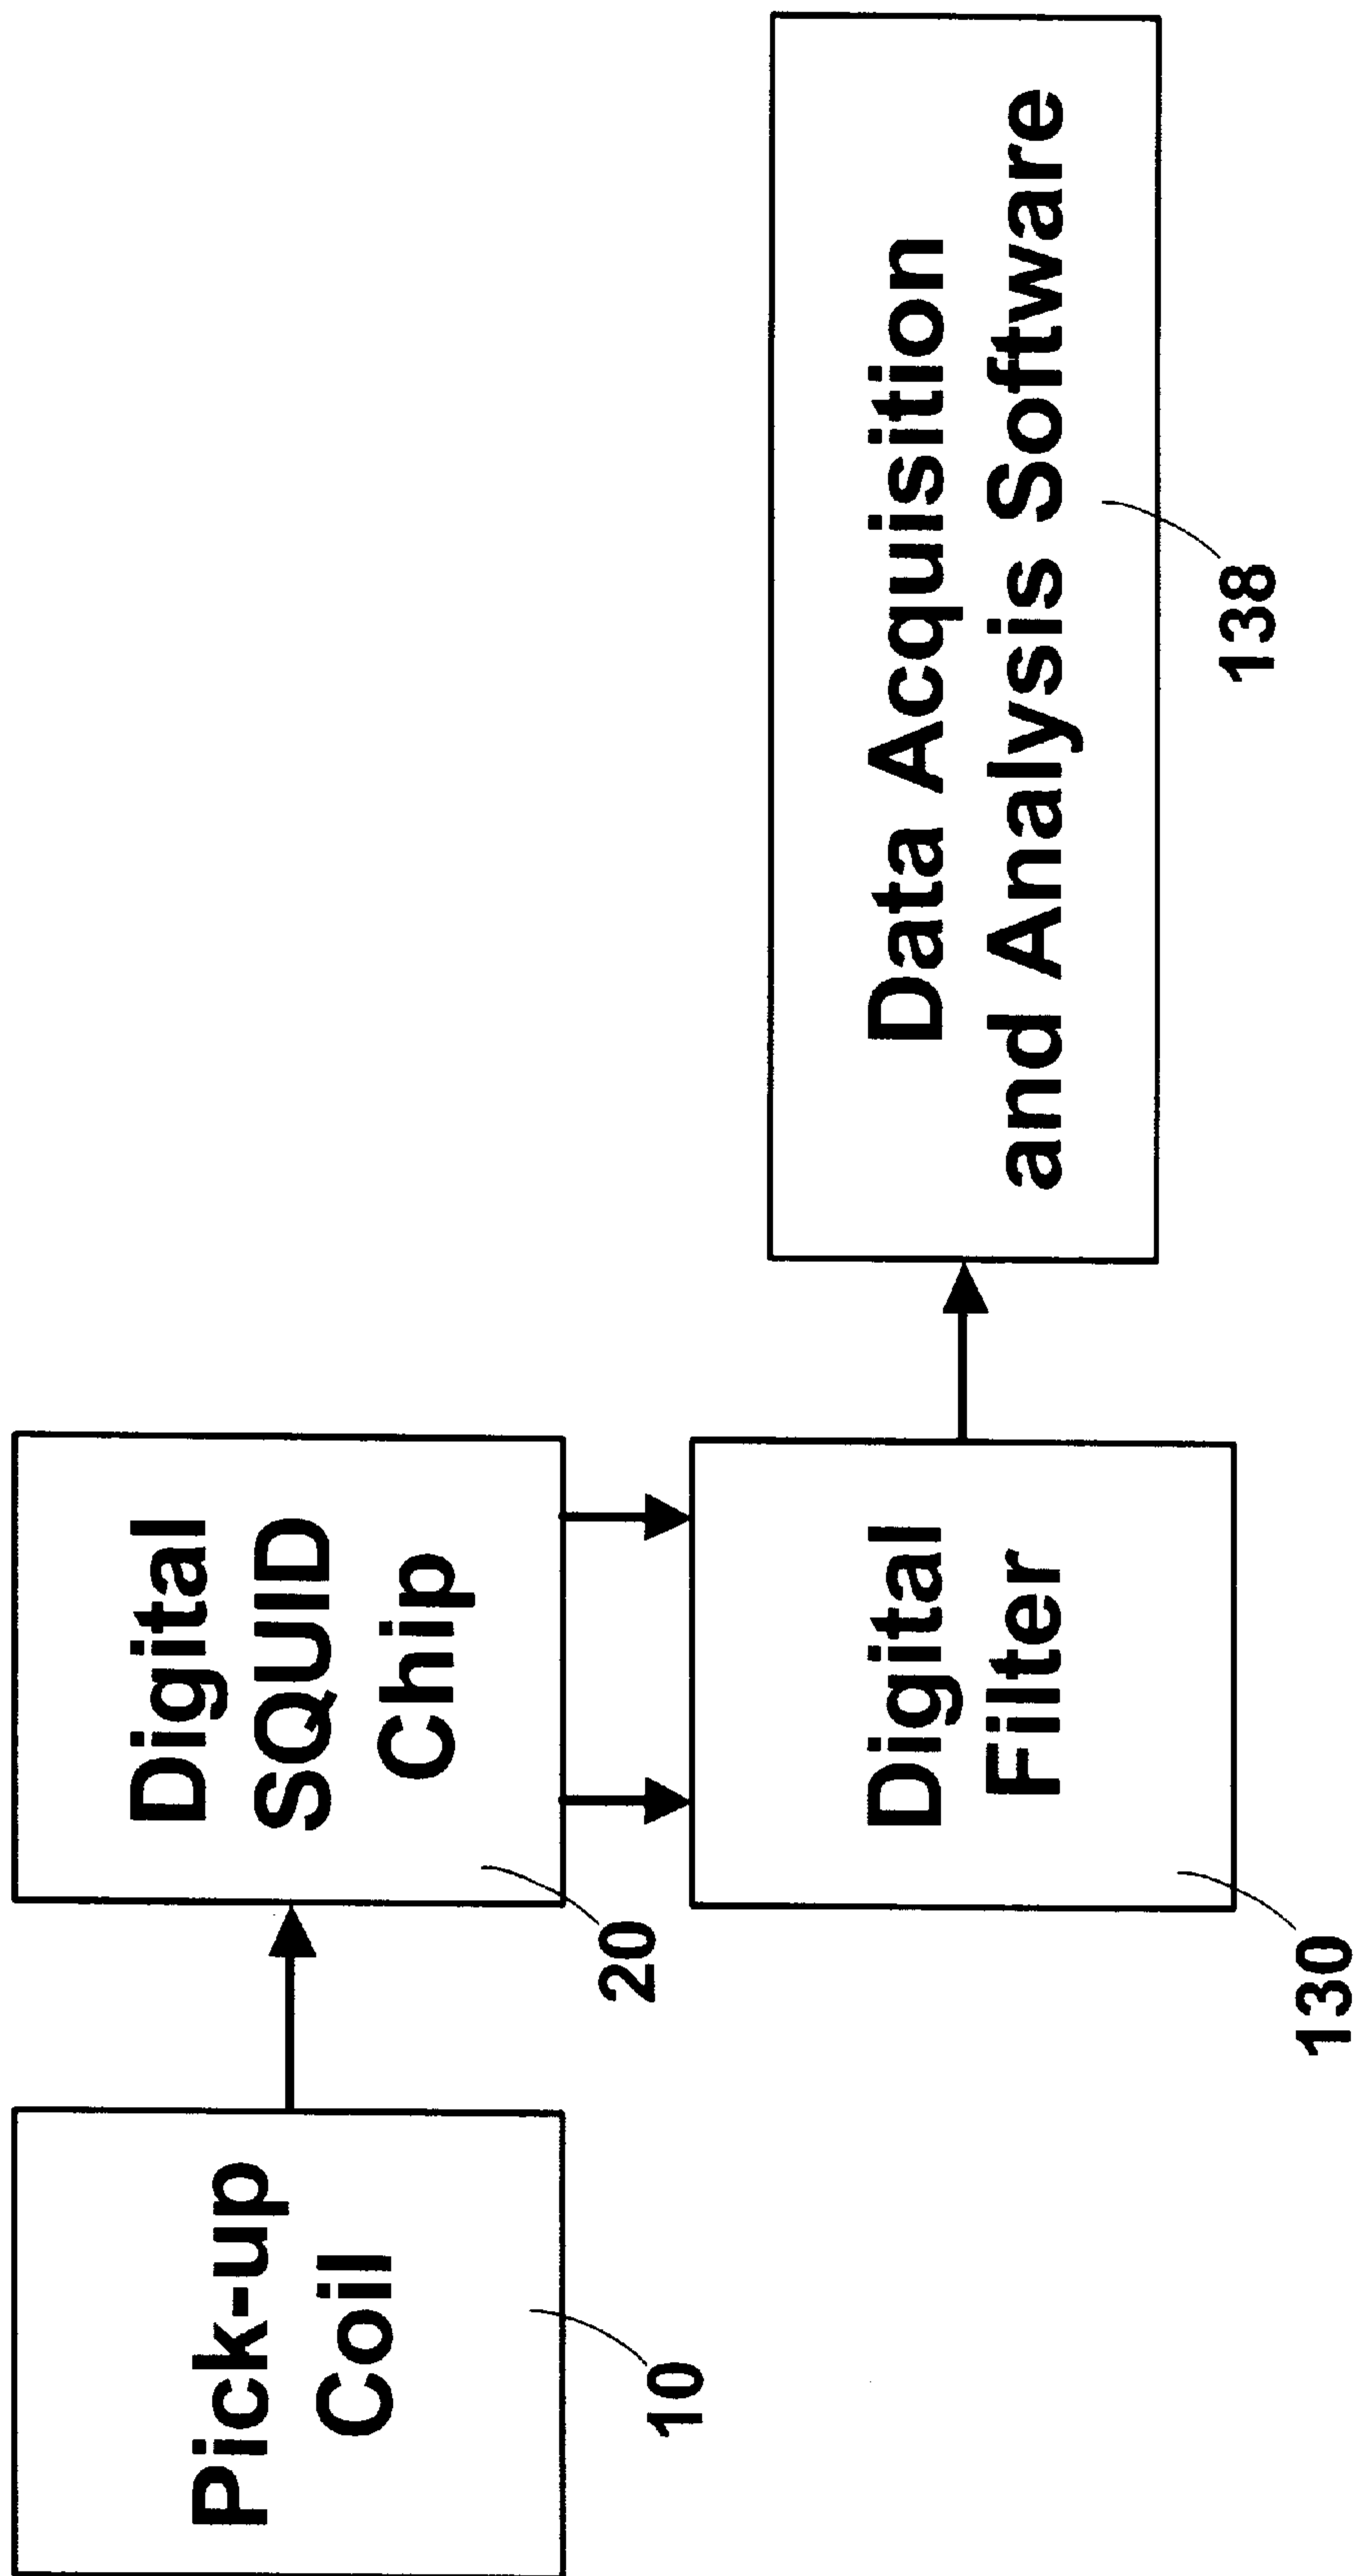 Pick-up
Coil
10
Digital
SQUID
Chip
20
Digital
Filter
130
Data Acquisition
and Analysis Software
138